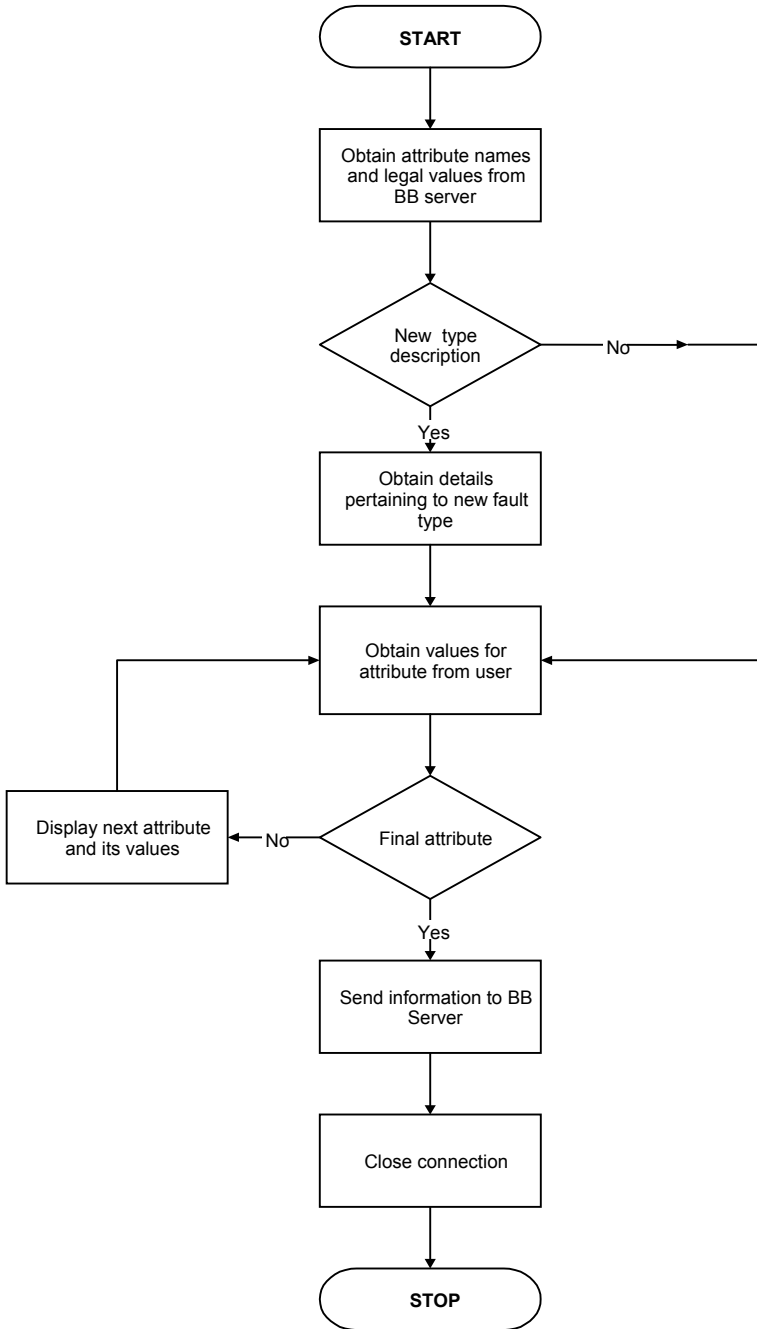 START
Obtain attribute names
and legal values from
BB server
New type
description
No
Yes
Obtain details
pertaining to new fault
type
Obtain values for
attribute from user
Display next attribute
and its values
No
Final attribute
Yes
Send information to BB
Server
Close connection
STOP